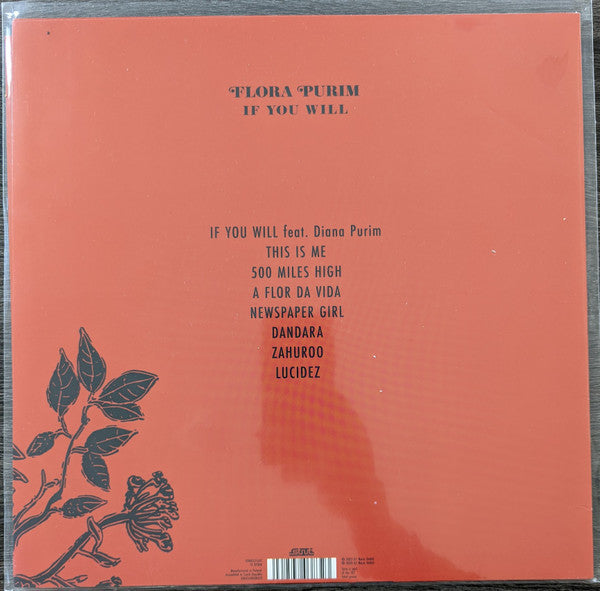 FLORA PURIM
IF YOU WILL
IF YOU WILL feat. Diana Purim
THIS IS ME
500 MILES HIGH
A FLOR DA VIDA
NEWSPAPER GIRL
DANDARA
ZAHUROO
LUCIDEZ